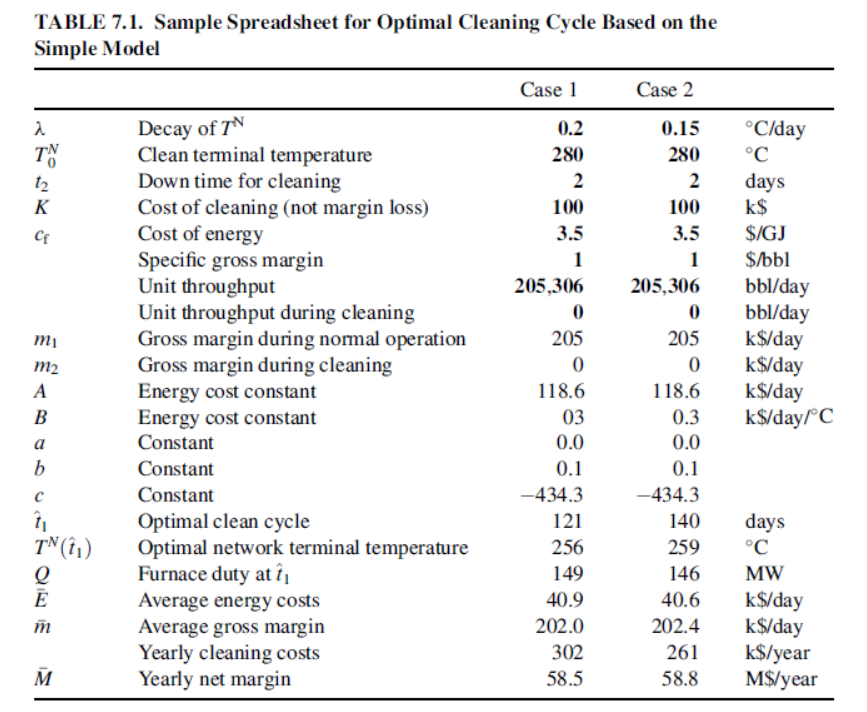 TABLE 7.1. Sample Spreadsheet for Optimal Cleaning Cycle Based on the
Simple Model
Case 1 Case 2
λ Decay of T^N 0.2 0.15 °C/day
T_0^N Clean terminal temperature 280 280 °C
t_2 Down time for cleaning 2 2 days
K Cost of cleaning (not margin loss) 100 100 k$
c_f Cost of energy 3.5 3.5 $/GJ
Specific gross margin 1 1 $/bbl
Unit throughput 205,306 205,306 bbl/day
Unit throughput during cleaning 0 0 bbl/day
m_1 Gross margin during normal operation 205 205 k$/day
m_2 Gross margin during cleaning 0 0 k$/day
A Energy cost constant 118.6 118.6 k$/day
B Energy cost constant 03 0.3 k$/day/°C
a Constant 0.0 0.0
b Constant 0.1 0.1
c Constant −434.3 −434.3
t̂_1 Optimal clean cycle 121 140 days
T^N(t̂_1) Optimal network terminal temperature 256 259 °C
Q Furnace duty at t̂_1 149 146 MW
Ē Average energy costs 40.9 40.6 k$/day
m̄ Average gross margin 202.0 202.4 k$/day
Yearly cleaning costs 302 261 k$/year
M̄ Yearly net margin 58.5 58.8 M$/year